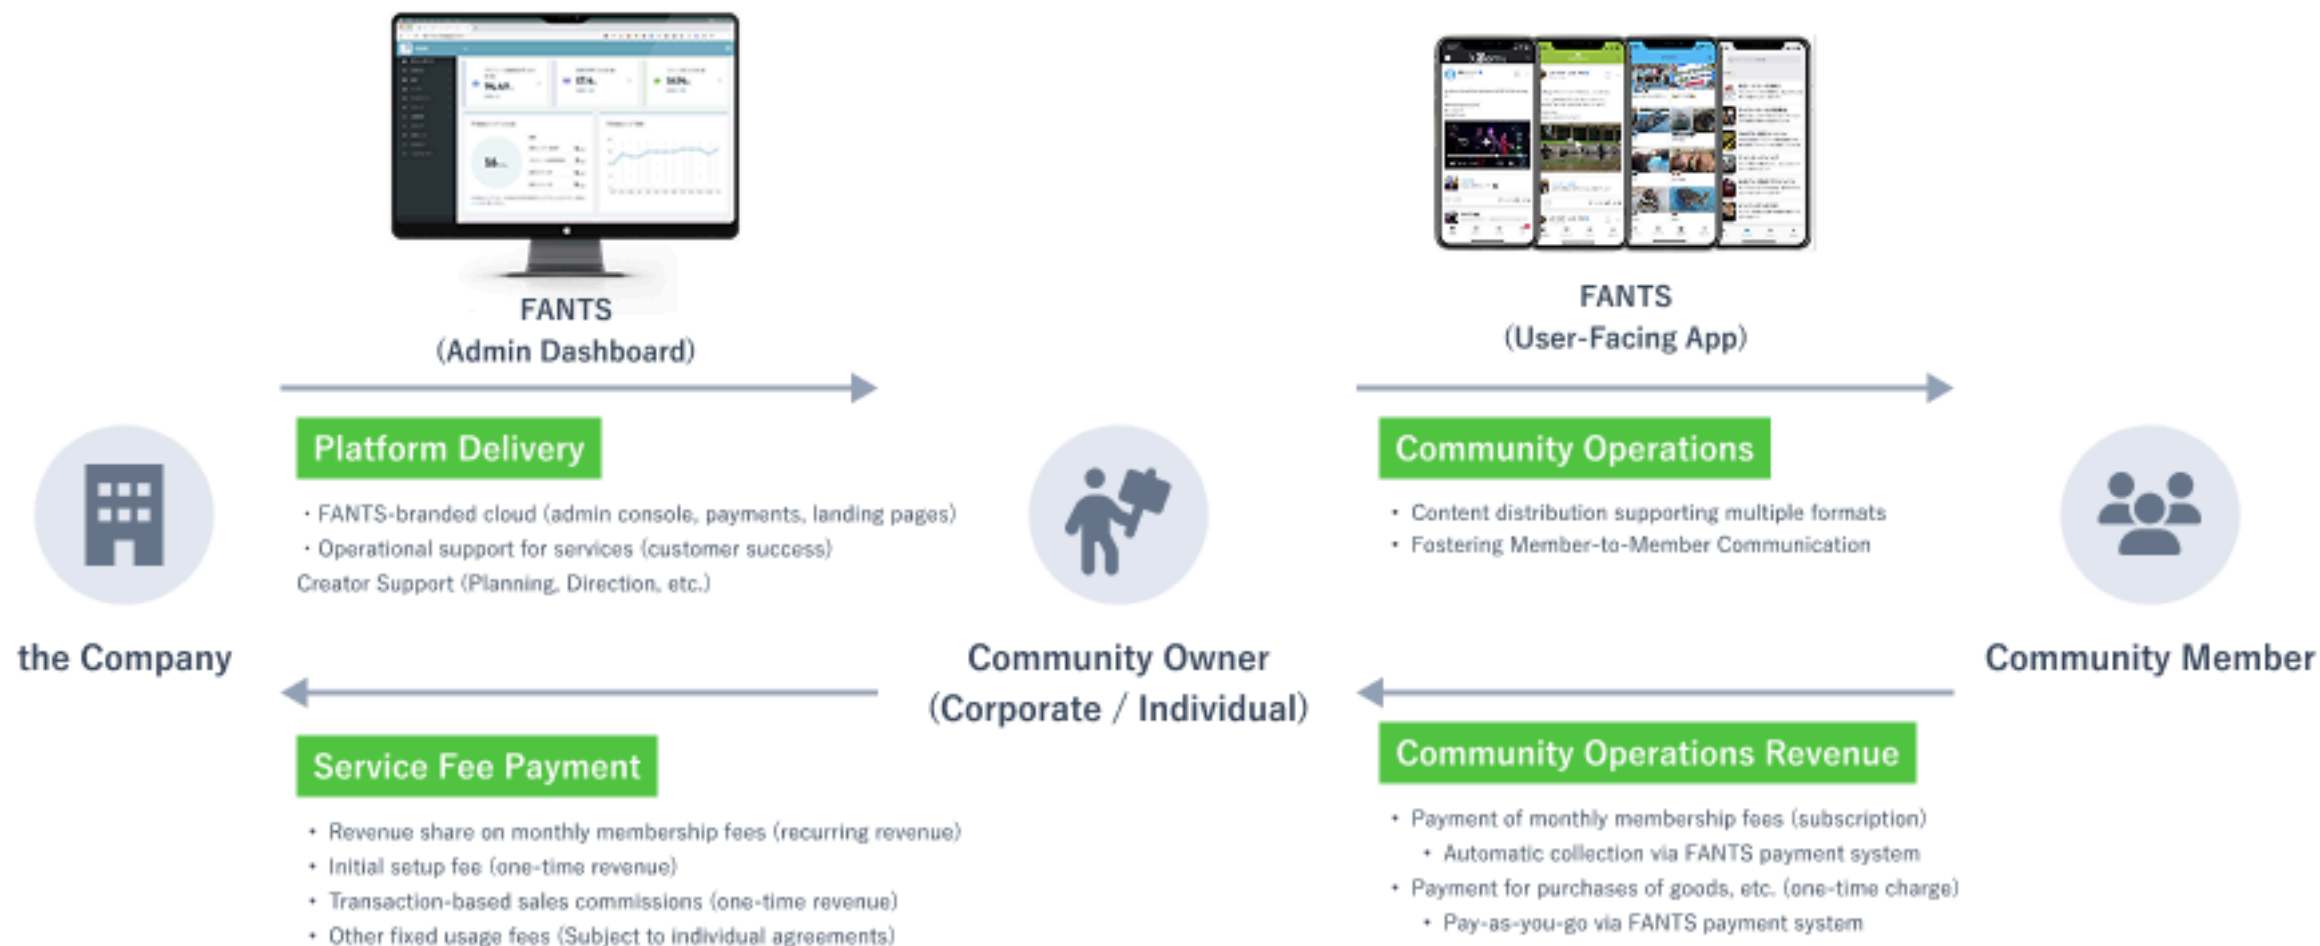 FANTS
(Admin Dashboard)
FANTS
(User-Facing App)
Platform Delivery
・FANTS-branded cloud (admin console, payments, landing pages)
・Operational support for services (customer success)
Creator Support (Planning, Direction, etc.)
Community Operations
• Content distribution supporting multiple formats
• Fostering Member-to-Member Communication
the Company
Community Owner
(Corporate / Individual)
Community Member
Service Fee Payment
• Revenue share on monthly membership fees (recurring revenue)
• Initial setup fee (one-time revenue)
• Transaction-based sales commissions (one-time revenue)
• Other fixed usage fees (Subject to individual agreements)
Community Operations Revenue
• Payment of monthly membership fees (subscription)
• Automatic collection via FANTS payment system
• Payment for purchases of goods, etc. (one-time charge)
• Pay-as-you-go via FANTS payment system